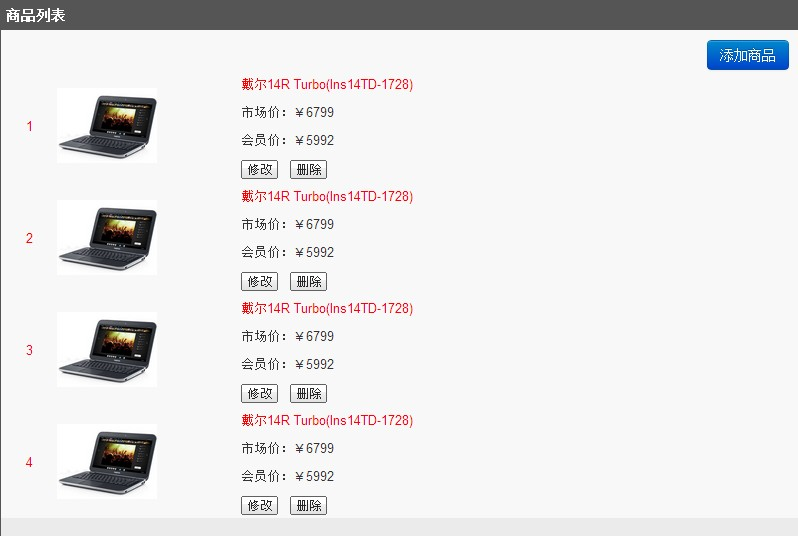 商品列表
添加商品
1
戴尔14R Turbo(Ins14TD-1728)
市场价：￥6799
会员价：￥5992
修改 删除
2
戴尔14R Turbo(Ins14TD-1728)
市场价：￥6799
会员价：￥5992
修改 删除
3
戴尔14R Turbo(Ins14TD-1728)
市场价：￥6799
会员价：￥5992
修改 删除
4
戴尔14R Turbo(Ins14TD-1728)
市场价：￥6799
会员价：￥5992
修改 删除